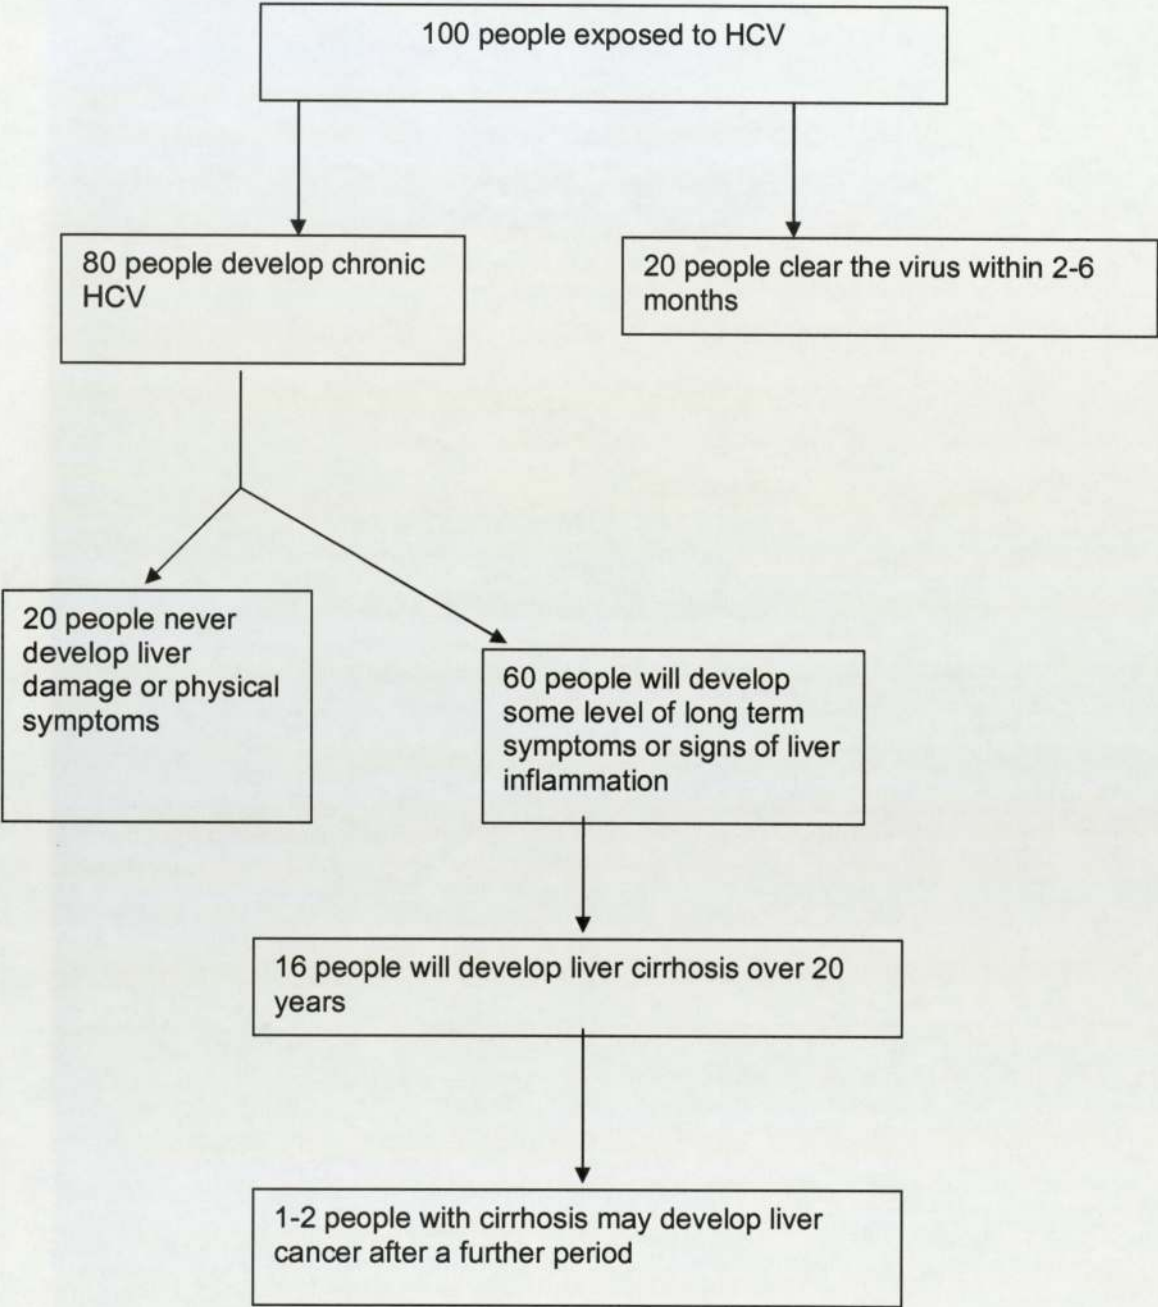 100 people exposed to HCV
80 people develop chronic
HCV
20 people clear the virus within 2-6
months
20 people never
develop liver
damage or physical
symptoms
60 people will develop
some level of long term
symptoms or signs of liver
inflammation
16 people will develop liver cirrhosis over 20
years
1-2 people with cirrhosis may develop liver
cancer after a further period